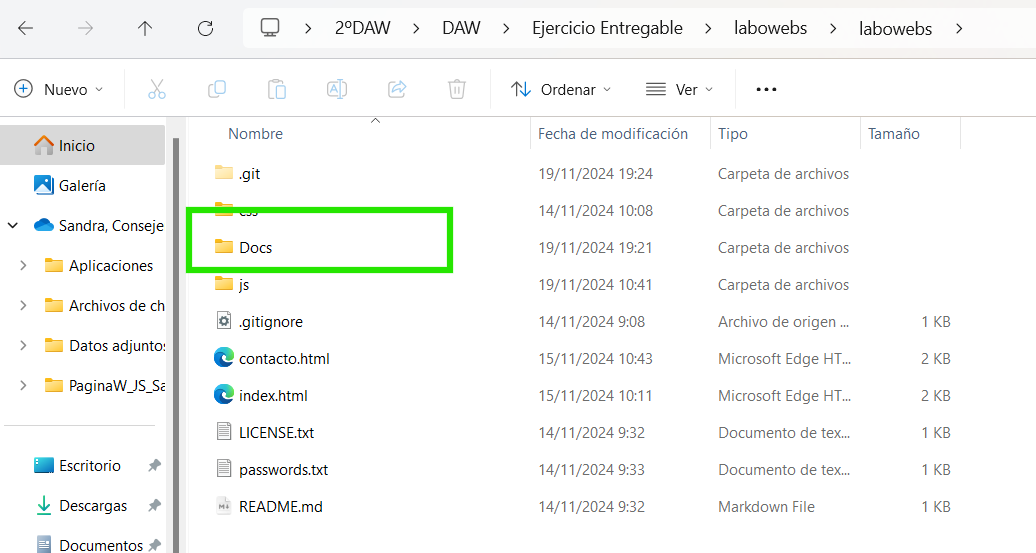 2ºDAW > DAW > Ejercicio Entregable > labowebs > labowebs >
Nuevo Ordenar Ver
Nombre Fecha de modificación Tipo Tamaño
Inicio
Galería
Sandra, Conseje
Aplicaciones
Archivos de ch
Datos adjuntos
PaginaW_JS_Sa
Escritorio
Descargas
Documentos
.git 19/11/2024 19:24 Carpeta de archivos
css 14/11/2024 10:08 Carpeta de archivos
Docs 19/11/2024 19:21 Carpeta de archivos
js 19/11/2024 10:41 Carpeta de archivos
.gitignore 14/11/2024 9:08 Archivo de origen ... 1 KB
contacto.html 15/11/2024 10:43 Microsoft Edge HT... 2 KB
index.html 15/11/2024 10:11 Microsoft Edge HT... 2 KB
LICENSE.txt 14/11/2024 9:32 Documento de tex... 1 KB
passwords.txt 14/11/2024 9:33 Documento de tex... 1 KB
README.md 14/11/2024 9:32 Markdown File 1 KB